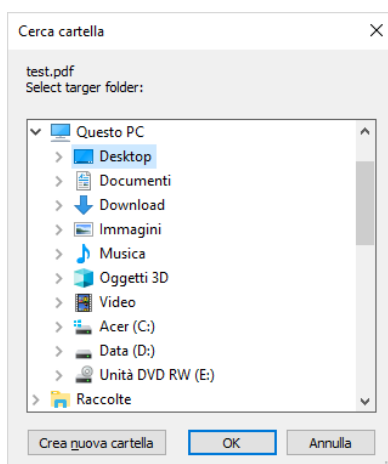 Cerca cartella
test.pdf
Select targer folder:
Questo PC
Desktop
Documenti
Download
Immagini
Musica
Oggetti 3D
Video
Acer (C:)
Data (D:)
Unità DVD RW (E:)
Raccolte
Crea nuova cartella OK Annulla